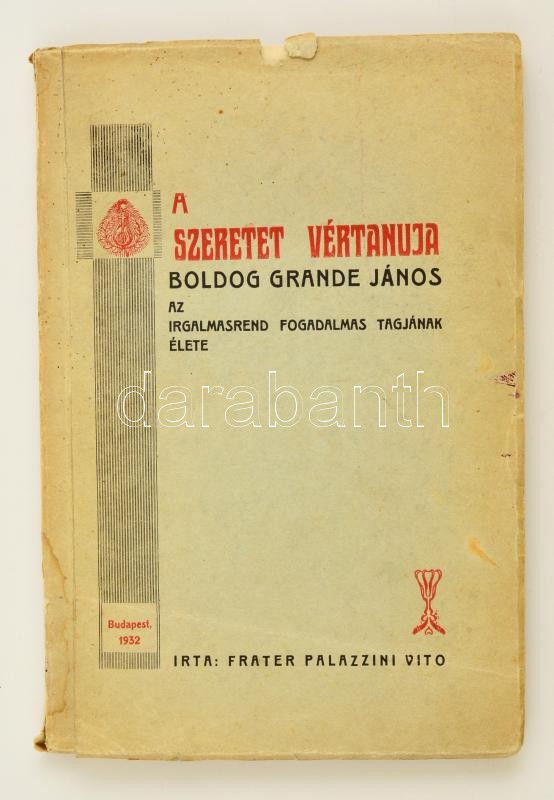 A
SZERETET VÉRTANUJA
BOLDOG GRANDE JÁNOS
AZ
IRGALMASREND FOGADALMAS TAGJÁNAK
ÉLETE
darabanth
Budapest,
1932
IRTA: FRATER PALAZZINI VITO